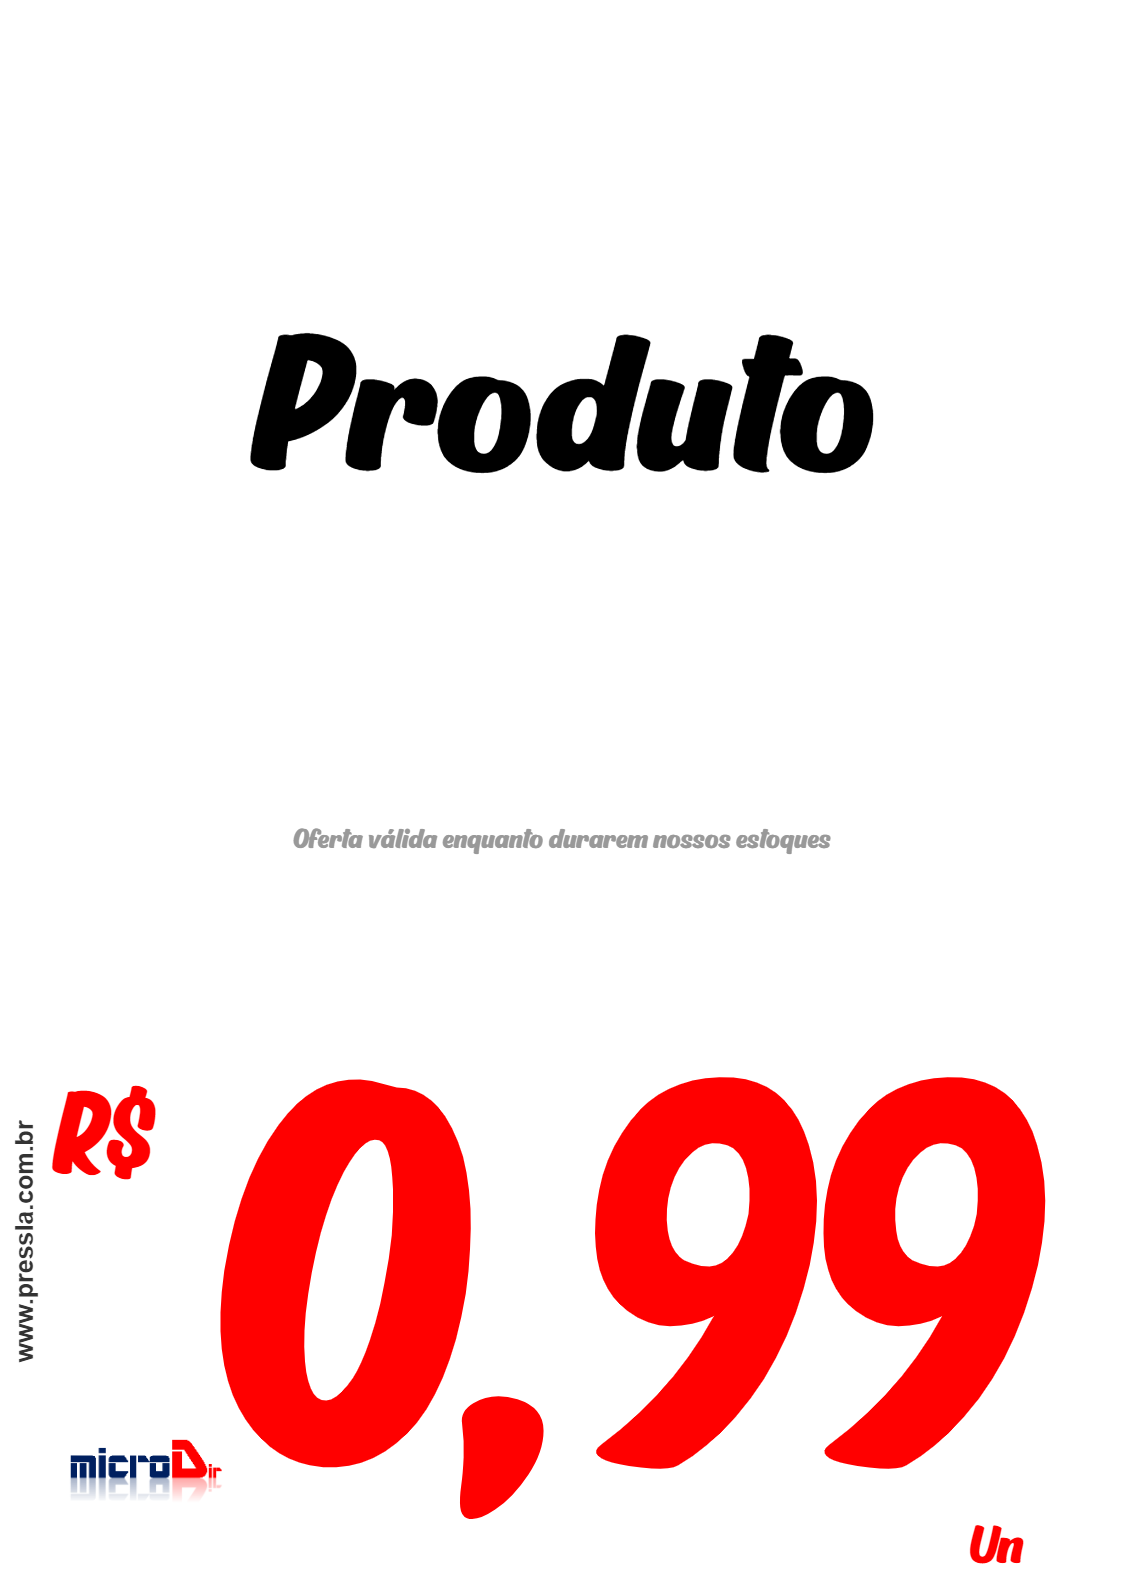 Produto
Oferta válida enquanto durarem nossos estoques
R$
0,99
www.pressla.com.br
microDir
Un